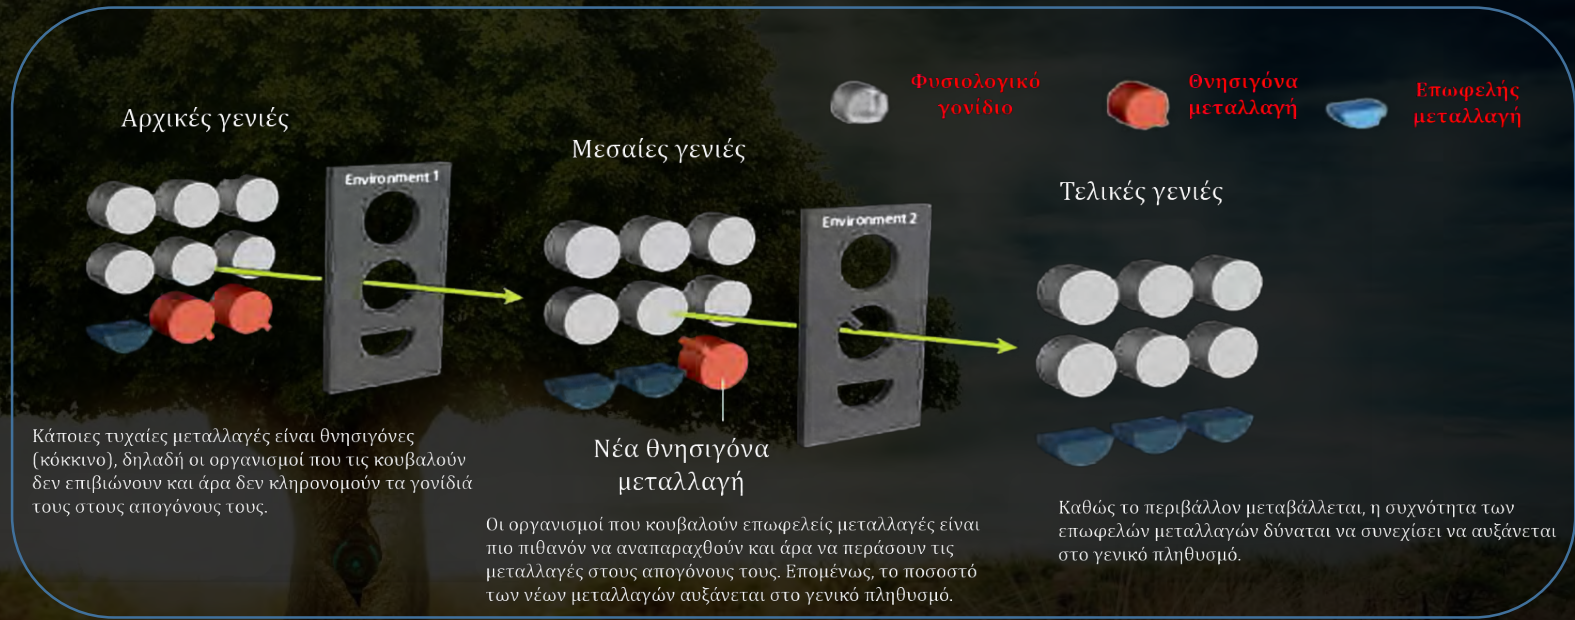 Φυσιολογικό
γονίδιο
Θνησιγόνα
μεταλλαγή
Επωφελής
μεταλλαγή
Αρχικές γενιές
Μεσαίες γενιές
Τελικές γενιές
Environment 1
Environment 2
Νέα θνησιγόνα
μεταλλαγή
Κάποιες τυχαίες μεταλλαγές είναι θνησιγόνες
(κόκκινο), δηλαδή οι οργανισμοί που τις κουβαλούν
δεν επιβιώνουν και άρα δεν κληρονομούν τα γονίδιά
τους στους απογόνους τους.
Οι οργανισμοί που κουβαλούν επωφελείς μεταλλαγές είναι
πιο πιθανόν να αναπαραχθούν και άρα να περάσουν τις
μεταλλαγές στους απογόνους τους. Επομένως, το ποσοστό
των νέων μεταλλαγών αυξάνεται στο γενικό πληθυσμό.
Καθώς το περιβάλλον μεταβάλλεται, η συχνότητα των
επωφελών μεταλλαγών δύναται να συνεχίσει να αυξάνεται
στο γενικό πληθυσμό.